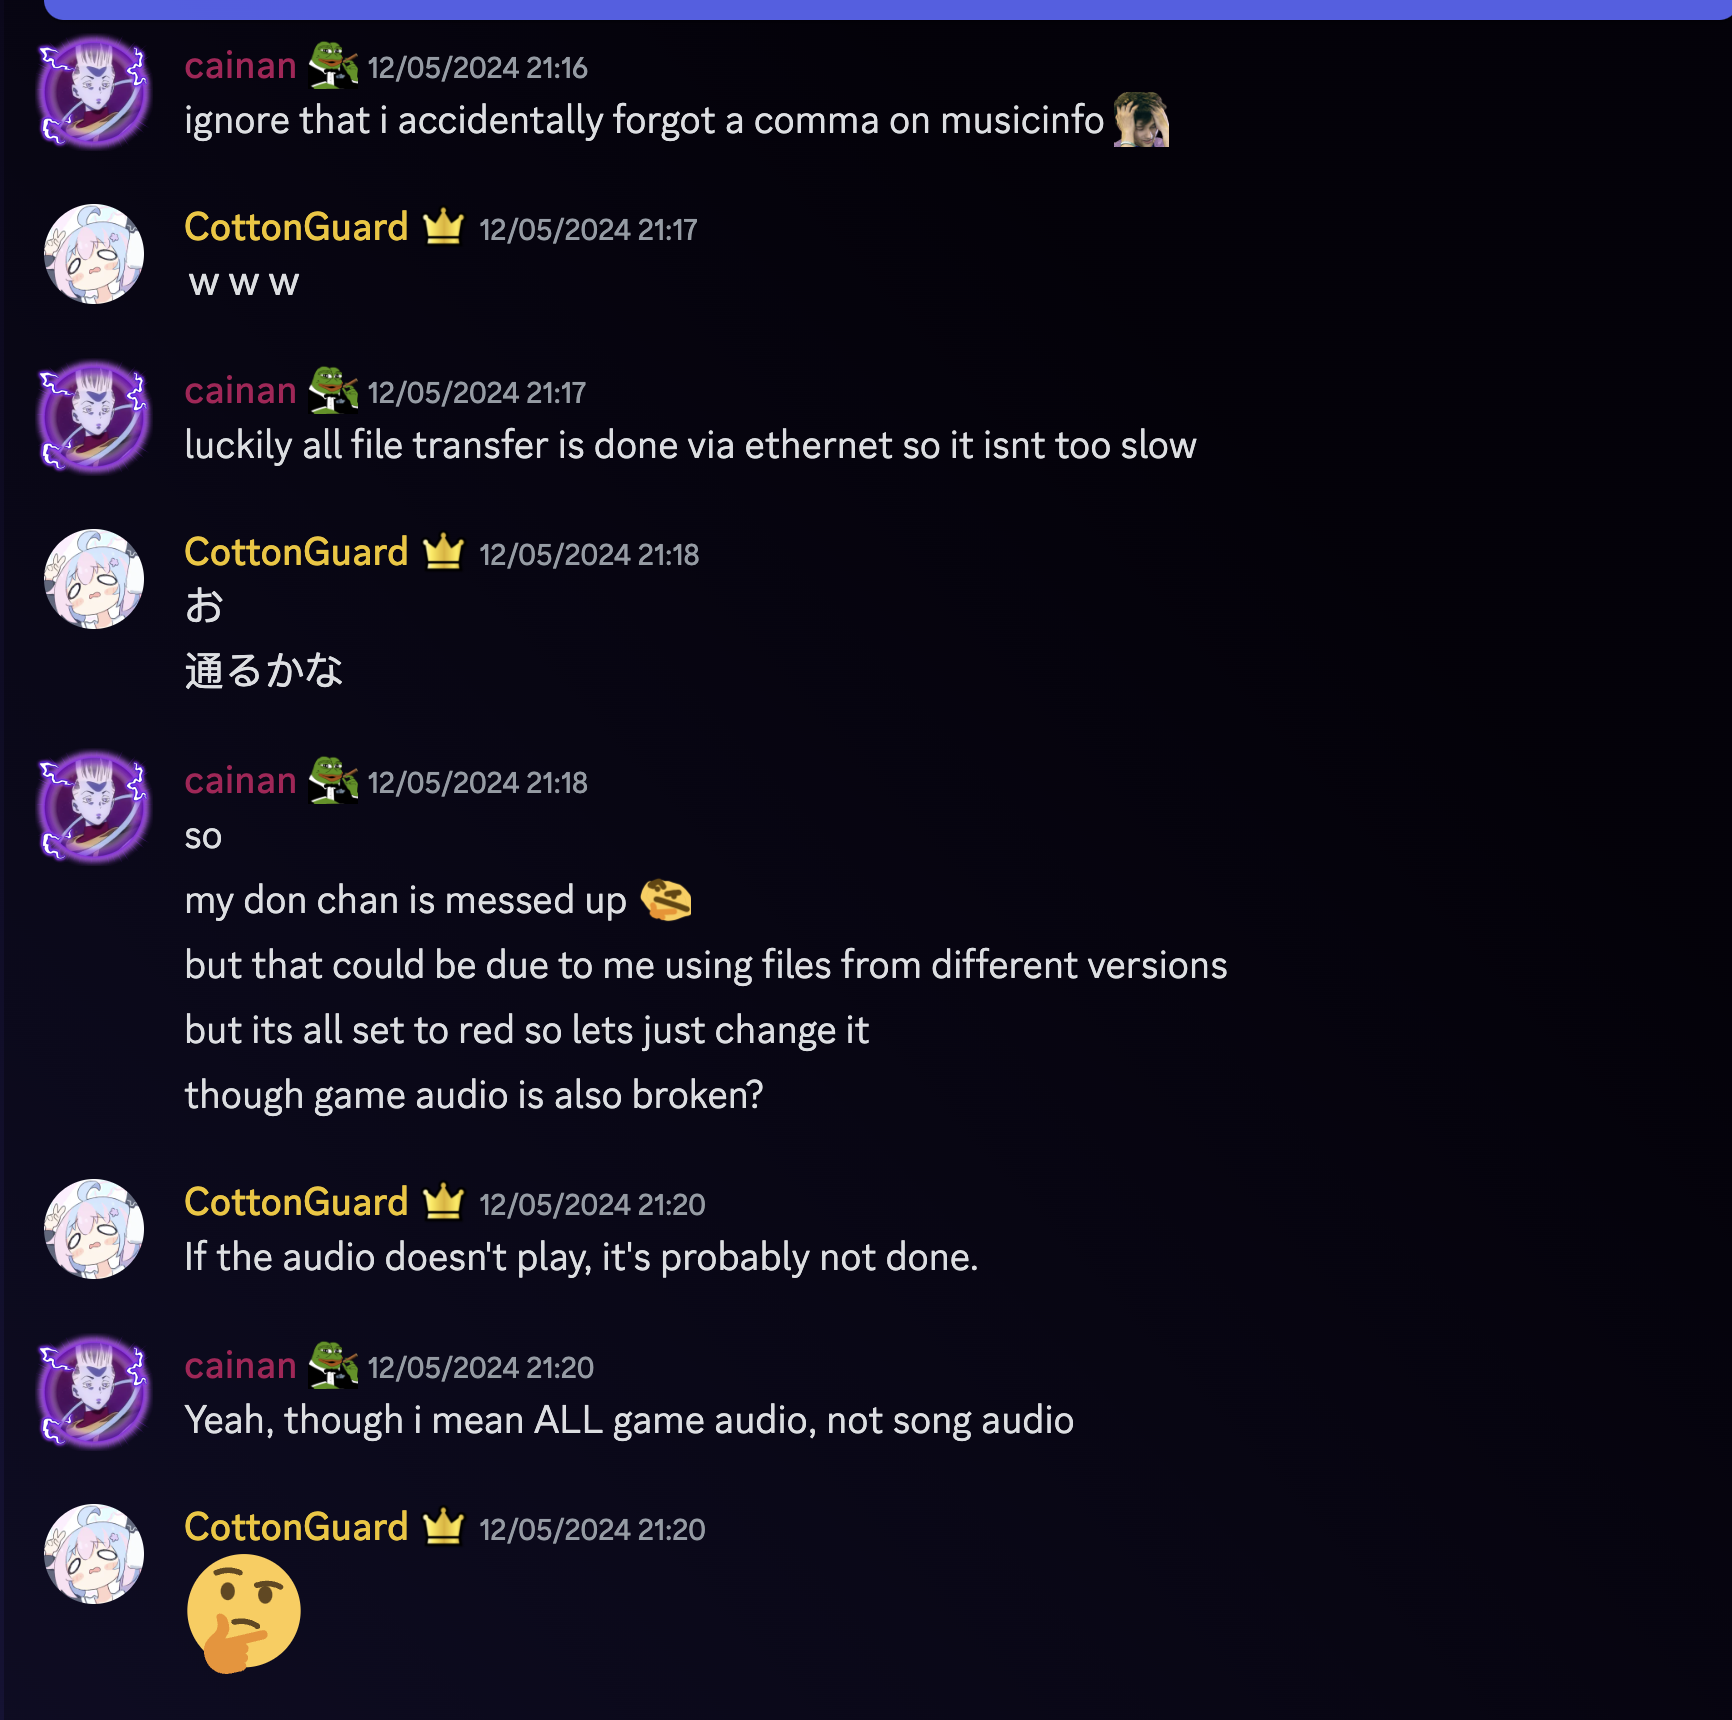 cainan 12/05/2024 21:16
ignore that i accidentally forgot a comma on musicinfo
CottonGuard 12/05/2024 21:17
w w w
cainan 12/05/2024 21:17
luckily all file transfer is done via ethernet so it isnt too slow
CottonGuard 12/05/2024 21:18
お
通るかな
cainan 12/05/2024 21:18
so
my don chan is messed up
but that could be due to me using files from different versions
but its all set to red so lets just change it
though game audio is also broken?
CottonGuard 12/05/2024 21:20
If the audio doesn't play, it's probably not done.
cainan 12/05/2024 21:20
Yeah, though i mean ALL game audio, not song audio
CottonGuard 12/05/2024 21:20